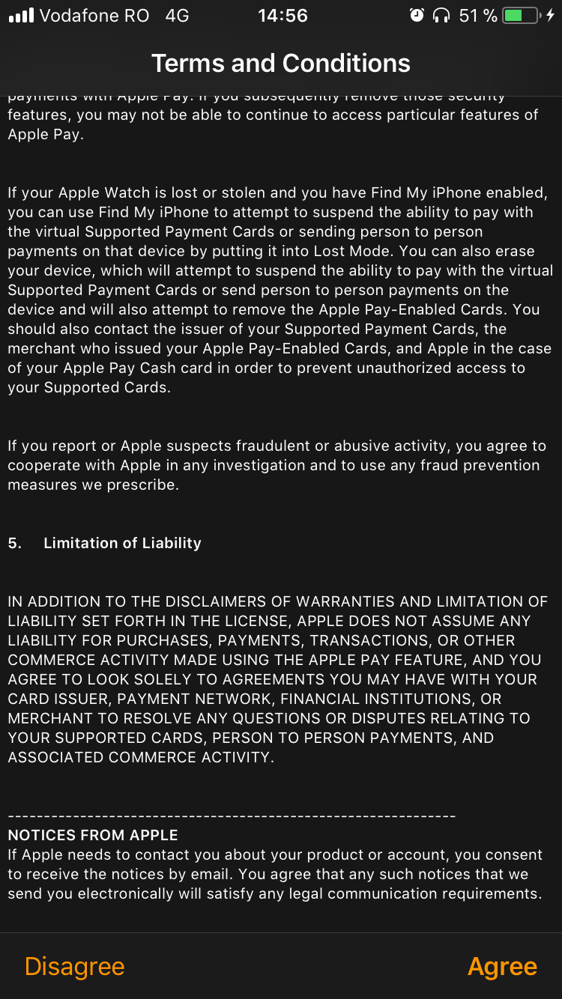 Vodafone RO 4G 14:56 51 %
Terms and Conditions
payments with Apple Pay. If you subsequently remove those security
features, you may not be able to continue to access particular features of
Apple Pay.
If your Apple Watch is lost or stolen and you have Find My iPhone enabled,
you can use Find My iPhone to attempt to suspend the ability to pay with
the virtual Supported Payment Cards or sending person to person
payments on that device by putting it into Lost Mode. You can also erase
your device, which will attempt to suspend the ability to pay with the virtual
Supported Payment Cards or send person to person payments on the
device and will also attempt to remove the Apple Pay-Enabled Cards. You
should also contact the issuer of your Supported Payment Cards, the
merchant who issued your Apple Pay-Enabled Cards, and Apple in the case
of your Apple Pay Cash card in order to prevent unauthorized access to
your Supported Cards.
If you report or Apple suspects fraudulent or abusive activity, you agree to
cooperate with Apple in any investigation and to use any fraud prevention
measures we prescribe.
5. Limitation of Liability
IN ADDITION TO THE DISCLAIMERS OF WARRANTIES AND LIMITATION OF
LIABILITY SET FORTH IN THE LICENSE, APPLE DOES NOT ASSUME ANY
LIABILITY FOR PURCHASES, PAYMENTS, TRANSACTIONS, OR OTHER
COMMERCE ACTIVITY MADE USING THE APPLE PAY FEATURE, AND YOU
AGREE TO LOOK SOLELY TO AGREEMENTS YOU MAY HAVE WITH YOUR
CARD ISSUER, PAYMENT NETWORK, FINANCIAL INSTITUTIONS, OR
MERCHANT TO RESOLVE ANY QUESTIONS OR DISPUTES RELATING TO
YOUR SUPPORTED CARDS, PERSON TO PERSON PAYMENTS, AND
ASSOCIATED COMMERCE ACTIVITY.
--------------------------------------------------------------
NOTICES FROM APPLE
If Apple needs to contact you about your product or account, you consent
to receive the notices by email. You agree that any such notices that we
send you electronically will satisfy any legal communication requirements.
Disagree Agree